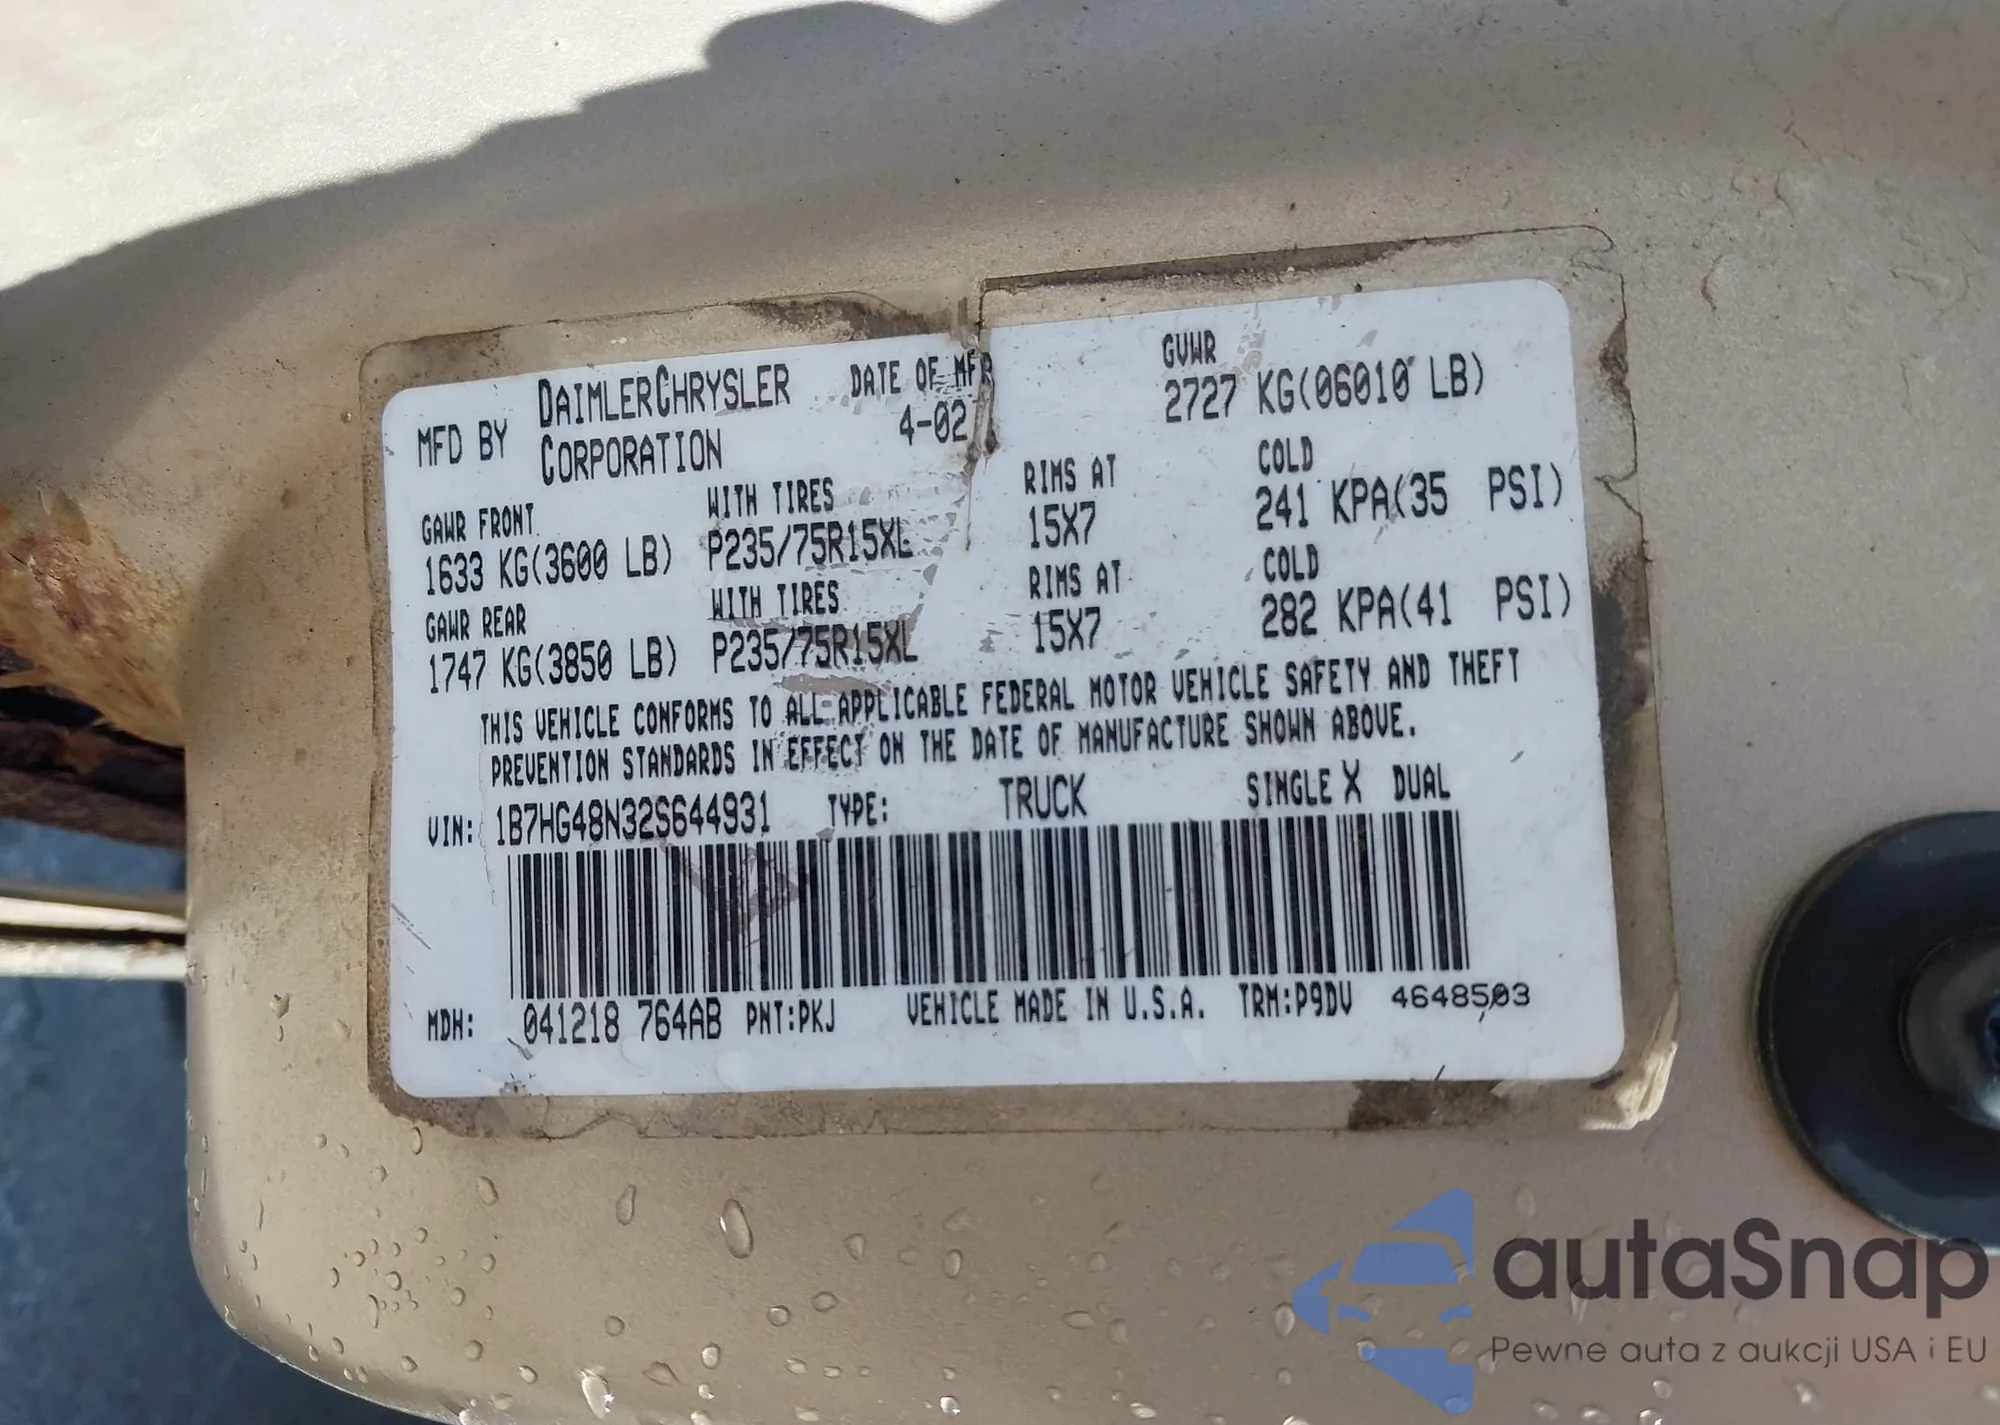 MFD BY DAIMLERCHRYSLER CORPORATION DATE OF MFR 4-02 GVWR 2727 KG(06010 LB)
GAWR FRONT WITH TIRES RIMS AT COLD
1633 KG(3600 LB) P235/75R15XL 15X7 241 KPA(35 PSI)
GAWR REAR WITH TIRES RIMS AT COLD
1747 KG(3850 LB) P235/75R15XL 15X7 282 KPA(41 PSI)
THIS VEHICLE CONFORMS TO ALL APPLICABLE FEDERAL MOTOR VEHICLE SAFETY AND THEFT
PREVENTION STANDARDS IN EFFECT ON THE DATE OF MANUFACTURE SHOWN ABOVE.
VIN: 1B7HG48N32S644931 TYPE: TRUCK SINGLE X DUAL
MDH: 041218 764AB PNT:PKJ VEHICLE MADE IN U.S.A. TRM:P9DV 4648503
autaSnap
Pewne auta z aukcji USA i EU